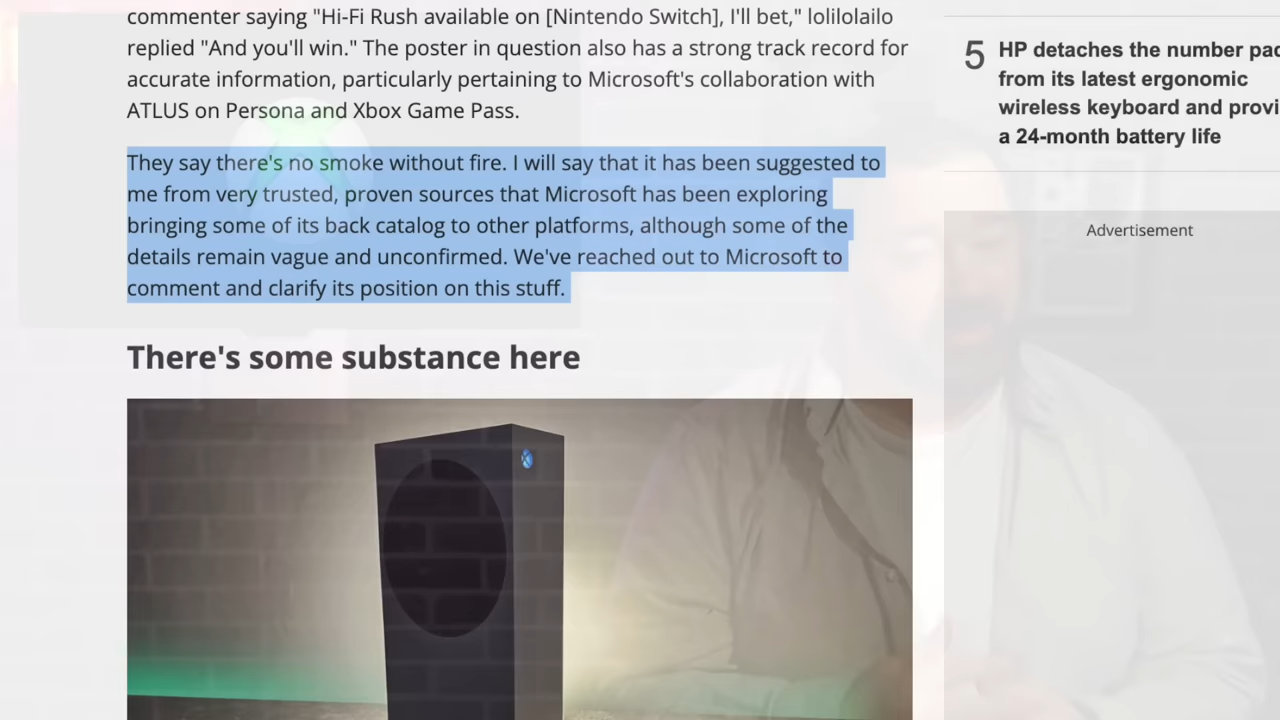 commenter saying "Hi-Fi Rush available on [Nintendo Switch], I'll bet," lolilolailo
replied "And you'll win." The poster in question also has a strong track record for
accurate information, particularly pertaining to Microsoft's collaboration with
ATLUS on Persona and Xbox Game Pass.
They say there's no smoke without fire. I will say that it has been suggested to
me from very trusted, proven sources that Microsoft has been exploring
bringing some of its back catalog to other platforms, although some of the
details remain vague and unconfirmed. We've reached out to Microsoft to
comment and clarify its position on this stuff.
There's some substance here
5 HP detaches the number pad
from its latest ergonomic
wireless keyboard and provi
a 24-month battery life
Advertisement